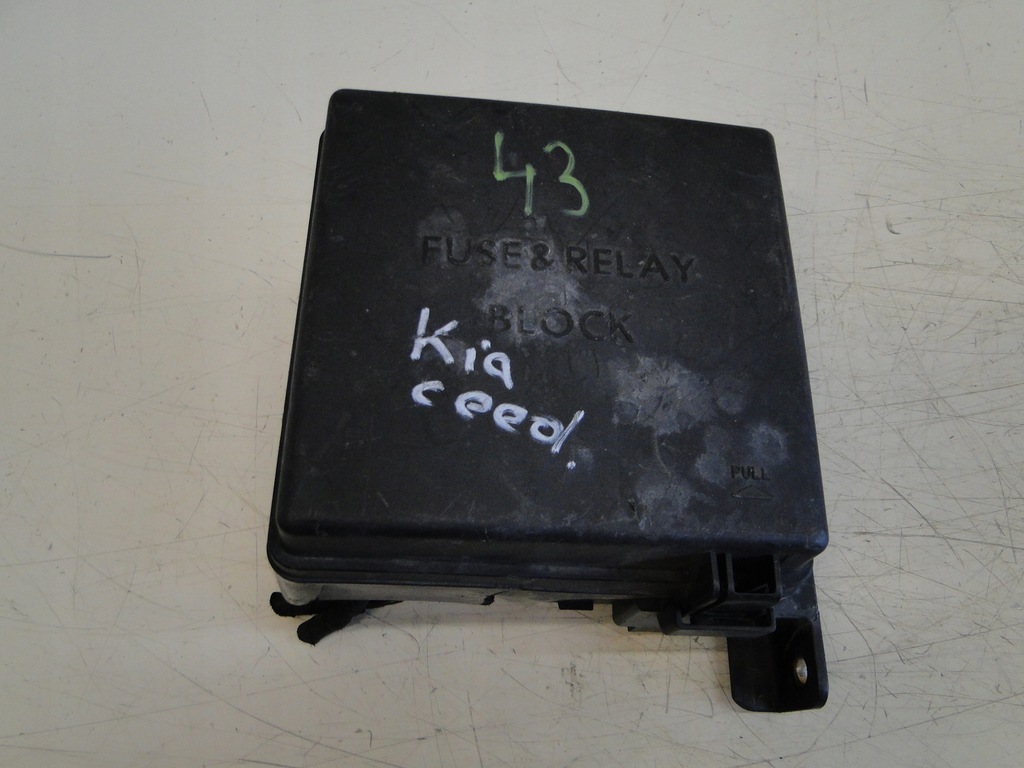 43
FUSE & RELAY
BLOCK
Kia
ceed.
PULL